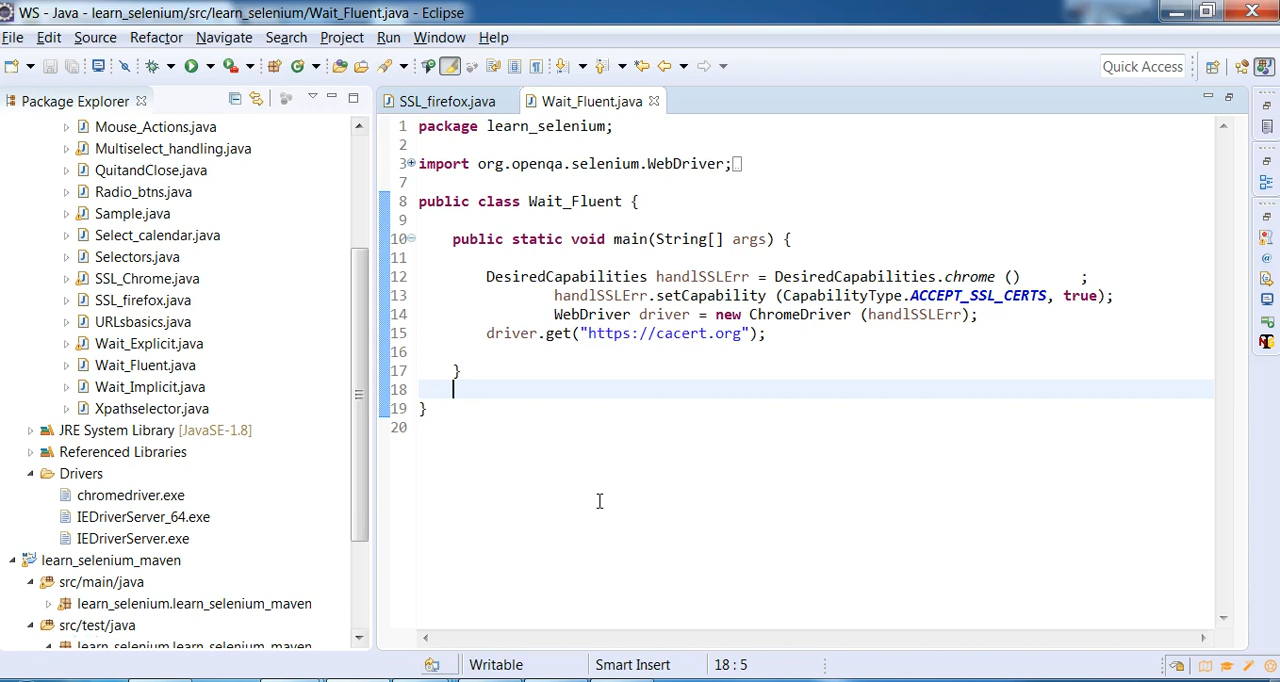 WS - Java - learn_selenium/src/learn_selenium/Wait_Fluent.java - Eclipse
File Edit Source Refactor Navigate Search Project Run Window Help
Quick Access
Package Explorer
SSL_firefox.java
Wait_Fluent.java
Mouse_Actions.java
Multiselect_handling.java
QuitandClose.java
Radio_btns.java
Sample.java
Select_calendar.java
Selectors.java
SSL_Chrome.java
SSL_firefox.java
URLsbasics.java
Wait_Explicit.java
Wait_Fluent.java
Wait_Implicit.java
Xpathselector.java
JRE System Library [JavaSE-1.8]
Referenced Libraries
Drivers
chromedriver.exe
IEDriverServer_64.exe
IEDriverServer.exe
learn_selenium_maven
src/main/java
learn_selenium.learn_selenium_maven
src/test/java
learn_selenium.learn_selenium_maven
1 package learn_selenium;
2
3 import org.openqa.selenium.WebDriver;
7
8 public class Wait_Fluent {
9
10 public static void main(String[] args) {
11
12 DesiredCapabilities handlSSLErr = DesiredCapabilities.chrome () ;
13 handlSSLErr.setCapability (CapabilityType.ACCEPT_SSL_CERTS, true);
14 WebDriver driver = new ChromeDriver (handlSSLErr);
15 driver.get("https://cacert.org");
16
17 }
18
19 }
20
Writable Smart Insert 18 : 5